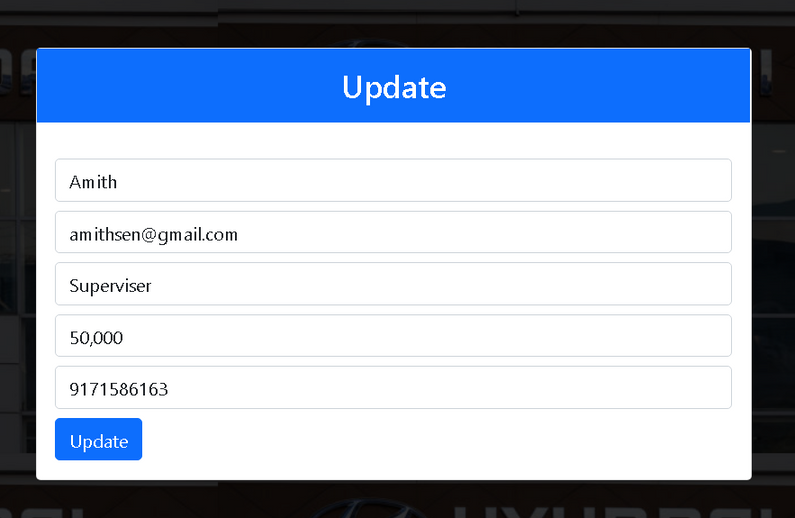 Update
Amith
amithsen@gmail.com
Superviser
50,000
9171586163
Update